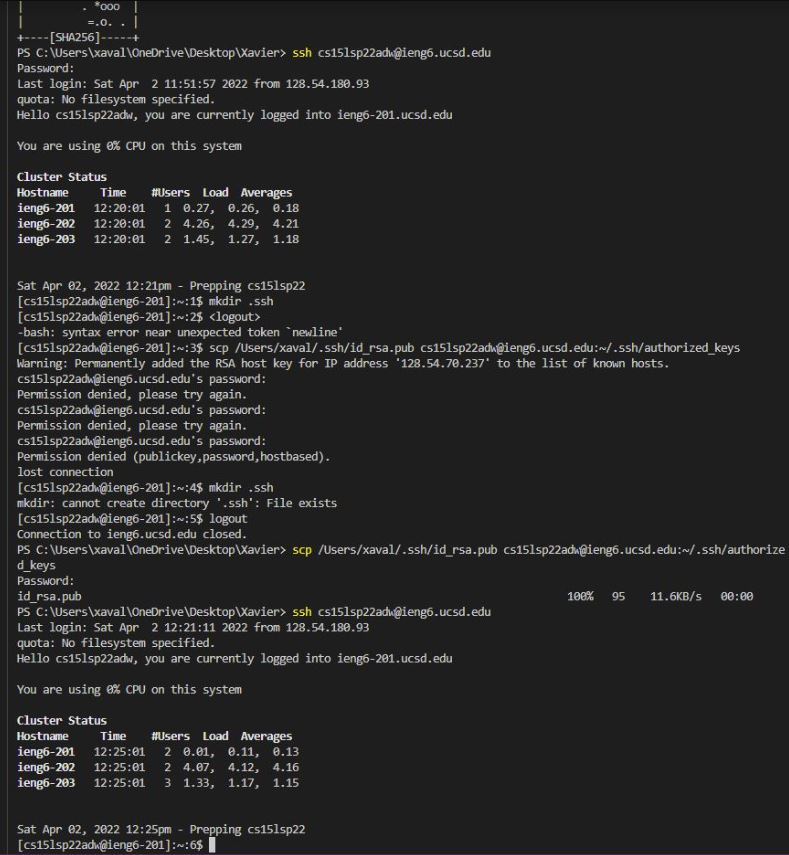 |       . *ooo  |
|        =.o. . |
+----[SHA256]-----+
PS C:\Users\xaval\OneDrive\Desktop\Xavier> ssh cs15lsp22adw@ieng6.ucsd.edu
Password:
Last login: Sat Apr  2 11:51:57 2022 from 128.54.180.93
quota: No filesystem specified.
Hello cs15lsp22adw, you are currently logged into ieng6-201.ucsd.edu

You are using 0% CPU on this system

Cluster Status
Hostname     Time    #Users  Load  Averages
ieng6-201   12:20:01   1  0.27,  0.26,  0.18
ieng6-202   12:20:01   2  4.26,  4.29,  4.21
ieng6-203   12:20:01   2  1.45,  1.27,  1.18

Sat Apr 02, 2022 12:21pm - Prepping cs15lsp22
[cs15lsp22adw@ieng6-201]:~:1$ mkdir .ssh
[cs15lsp22adw@ieng6-201]:~:2$ <logout>
-bash: syntax error near unexpected token `newline'
[cs15lsp22adw@ieng6-201]:~:3$ scp /Users/xaval/.ssh/id_rsa.pub cs15lsp22adw@ieng6.ucsd.edu:~/.ssh/authorized_keys
Warning: Permanently added the RSA host key for IP address '128.54.70.237' to the list of known hosts.
cs15lsp22adw@ieng6.ucsd.edu's password:
Permission denied, please try again.
cs15lsp22adw@ieng6.ucsd.edu's password:
Permission denied, please try again.
cs15lsp22adw@ieng6.ucsd.edu's password:
Permission denied (publickey,password,hostbased).
lost connection
[cs15lsp22adw@ieng6-201]:~:4$ mkdir .ssh
mkdir: cannot create directory '.ssh': File exists
[cs15lsp22adw@ieng6-201]:~:5$ logout
Connection to ieng6.ucsd.edu closed.
PS C:\Users\xaval\OneDrive\Desktop\Xavier> scp /Users/xaval/.ssh/id_rsa.pub cs15lsp22adw@ieng6.ucsd.edu:~/.ssh/authorize
d_keys
Password:
id_rsa.pub                                                                100%   95    11.6KB/s   00:00
PS C:\Users\xaval\OneDrive\Desktop\Xavier> ssh cs15lsp22adw@ieng6.ucsd.edu
Last login: Sat Apr  2 12:21:11 2022 from 128.54.180.93
quota: No filesystem specified.
Hello cs15lsp22adw, you are currently logged into ieng6-201.ucsd.edu

You are using 0% CPU on this system

Cluster Status
Hostname     Time    #Users  Load  Averages
ieng6-201   12:25:01   2  0.01,  0.11,  0.13
ieng6-202   12:25:01   2  4.07,  4.12,  4.16
ieng6-203   12:25:01   3  1.33,  1.17,  1.15

Sat Apr 02, 2022 12:25pm - Prepping cs15lsp22
[cs15lsp22adw@ieng6-201]:~:6$